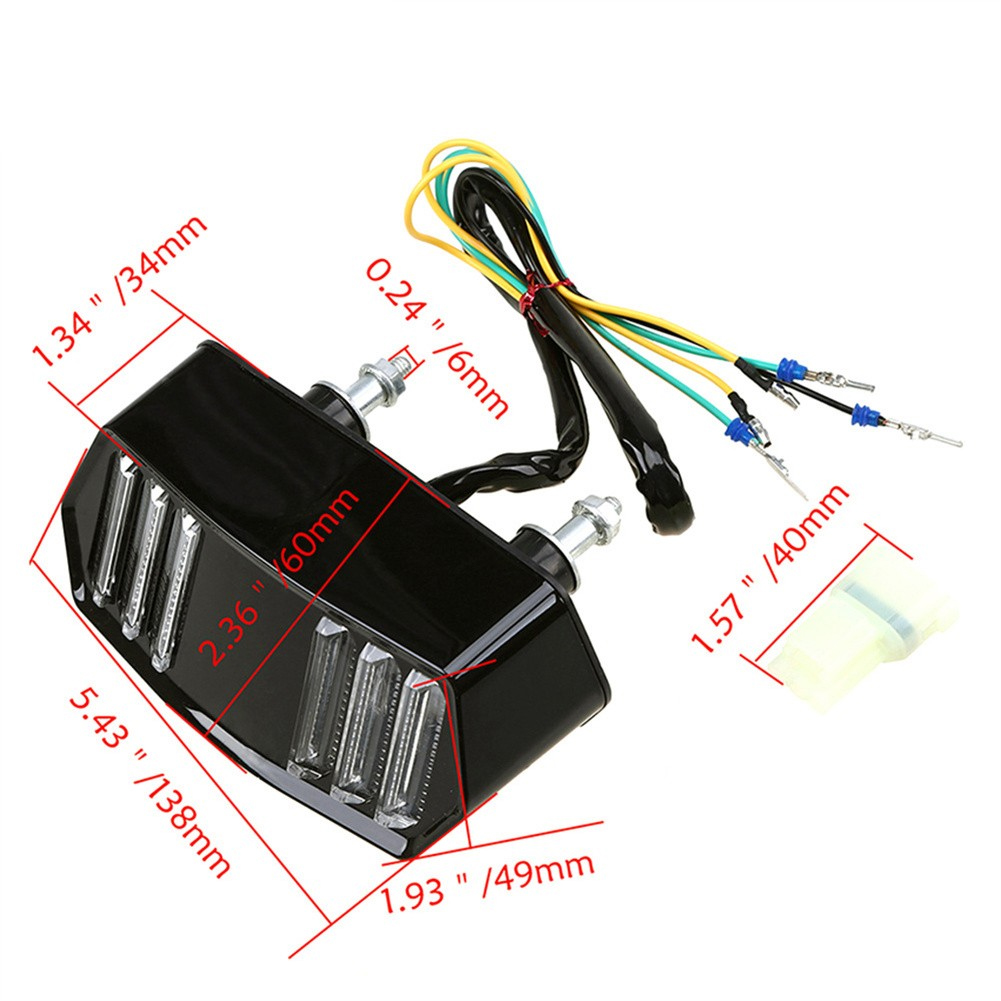 1.34 " /34mm
0.24 " /6mm
2.36 " /60mm
1.57 " /40mm
5.43 " /138mm
1.93 " /49mm